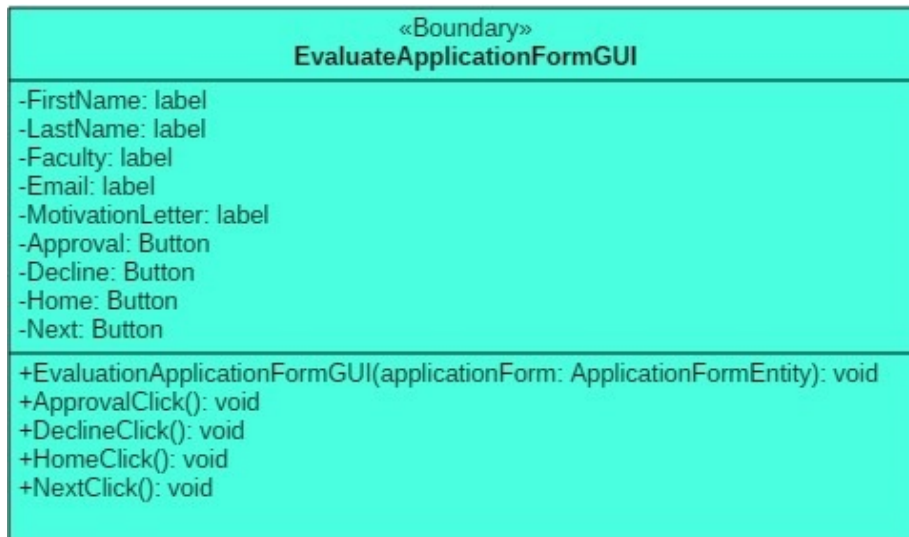 «Boundary»
EvaluateApplicationFormGUI
-FirstName: label
-LastName: label
-Faculty: label
-Email: label
-MotivationLetter: label
-Approval: Button
-Decline: Button
-Home: Button
-Next: Button
+EvaluationApplicationFormGUI(applicationForm: ApplicationFormEntity): void
+ApprovalClick(): void
+DeclineClick(): void
+HomeClick(): void
+NextClick(): void